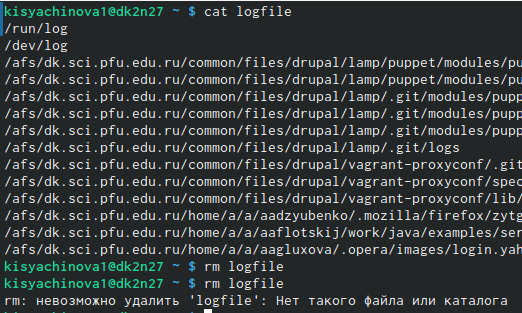 kisyachinova1@dk2n27 ~ $ cat logfile
/run/log
/dev/log
/afs/dk.sci.pfu.edu.ru/common/files/drupal/lamp/puppet/modules/pu
/afs/dk.sci.pfu.edu.ru/common/files/drupal/lamp/puppet/modules/pu
/afs/dk.sci.pfu.edu.ru/common/files/drupal/lamp/.git/modules/pupp
/afs/dk.sci.pfu.edu.ru/common/files/drupal/lamp/.git/modules/pupp
/afs/dk.sci.pfu.edu.ru/common/files/drupal/lamp/.git/modules/pupp
/afs/dk.sci.pfu.edu.ru/common/files/drupal/lamp/.git/logs
/afs/dk.sci.pfu.edu.ru/common/files/drupal/vagrant-proxyconf/.git
/afs/dk.sci.pfu.edu.ru/common/files/drupal/vagrant-proxyconf/spec
/afs/dk.sci.pfu.edu.ru/common/files/drupal/vagrant-proxyconf/lib/
/afs/dk.sci.pfu.edu.ru/home/a/a/aadzyubenko/.mozilla/firefox/zytg
/afs/dk.sci.pfu.edu.ru/home/a/a/aaflotskij/work/java/examples/ser
/afs/dk.sci.pfu.edu.ru/home/a/a/aagluxova/.opera/images/login.yah
kisyachinova1@dk2n27 ~ $ rm logfile
kisyachinova1@dk2n27 ~ $ rm logfile
rm: невозможно удалить 'logfile': Нет такого файла или каталога